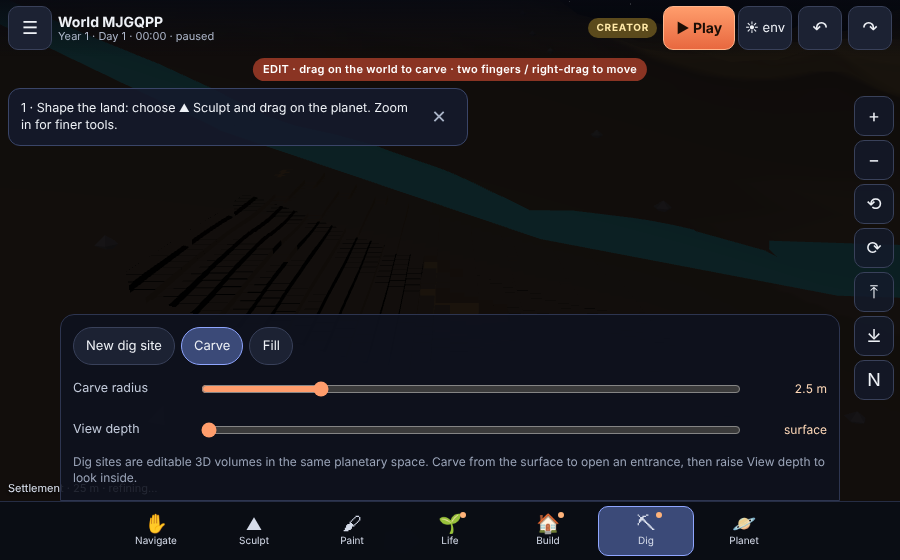 World MJGQPP
Year 1 · Day 1 · 00:00 · paused
CREATOR
▶ Play
☀ env
EDIT · drag on the world to carve · two fingers / right-drag to move
1 · Shape the land: choose ▲ Sculpt and drag on the planet. Zoom
in for finer tools.
N
New dig site
Carve
Fill
Carve radius
2.5 m
View depth
surface
Dig sites are editable 3D volumes in the same planetary space. Carve from the surface to open an entrance, then raise View depth to
look inside.
Settlemen 25 m · refining...
Navigate
Sculpt
Paint
Life
Build
Dig
Planet